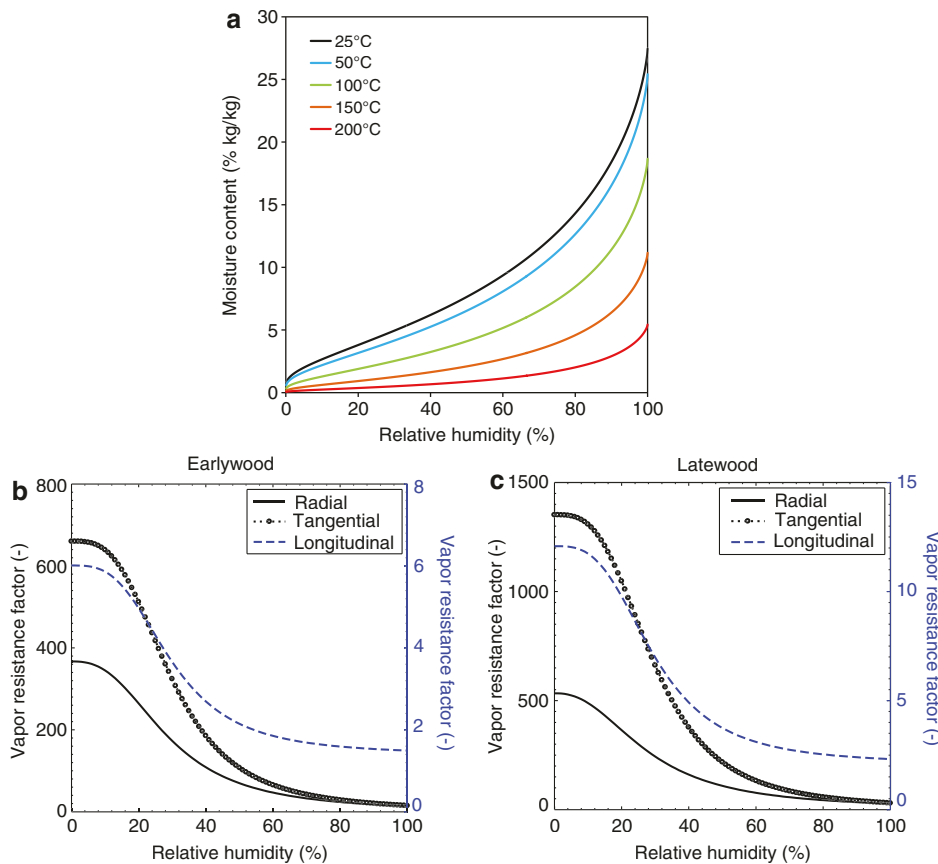 a
30
25
20
15
10
5
0
Moisture content (% kg/kg)
25°C
50°C
100°C
150°C
200°C
0 20 40 60 80 100
Relative humidity (%)
b
Earlywood
800
600
400
200
0
Vapor resistance factor (-)
Radial
Tangential
Longitudinal
8
6
4
2
0
Vapor resistance factor (-)
0 20 40 60 80 100
Relative humidity (%)
c
Latewood
1500
1000
500
0
Vapor resistance factor (-)
Radial
Tangential
Longitudinal
15
10
5
0
Vapor resistance factor (-)
0 20 40 60 80 100
Relative humidity (%)